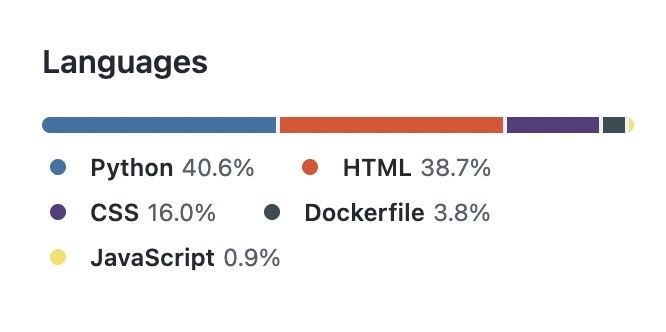 Languages
Python 40.6% HTML 38.7%
CSS 16.0% Dockerfile 3.8%
JavaScript 0.9%